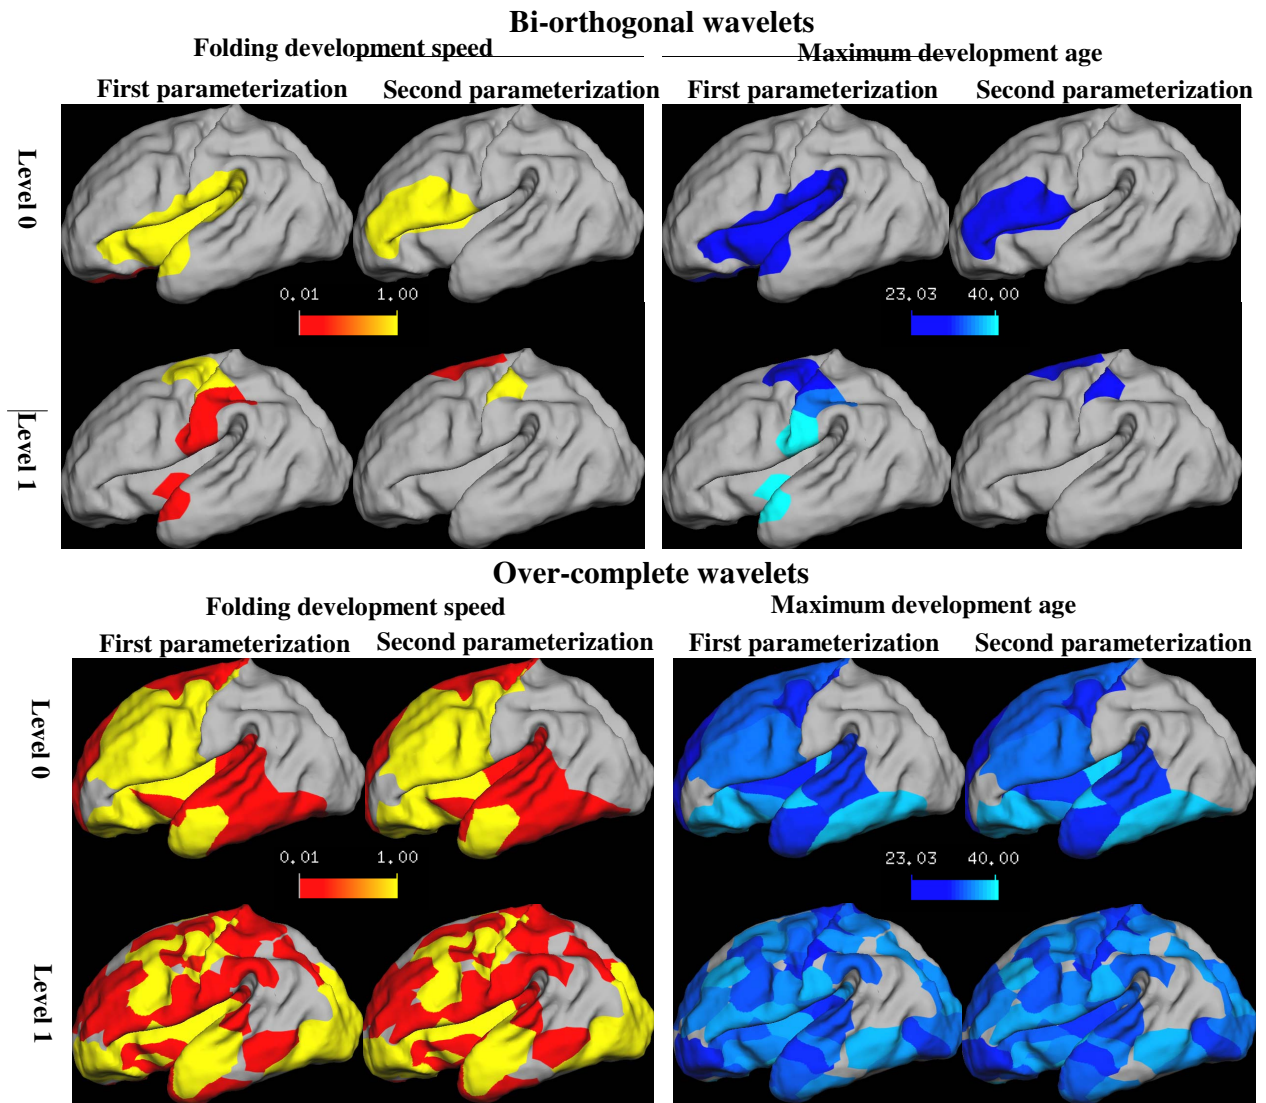 Bi-orthogonal wavelets
Folding development speed
Maximum development age
First parameterization
Second parameterization
First parameterization
Second parameterization
Level 0
0.01 1.00
23.03 40.00
Level 1
Over-complete wavelets
Folding development speed
Maximum development age
First parameterization
Second parameterization
First parameterization
Second parameterization
Level 0
0.01 1.00
23.03 40.00
Level 1